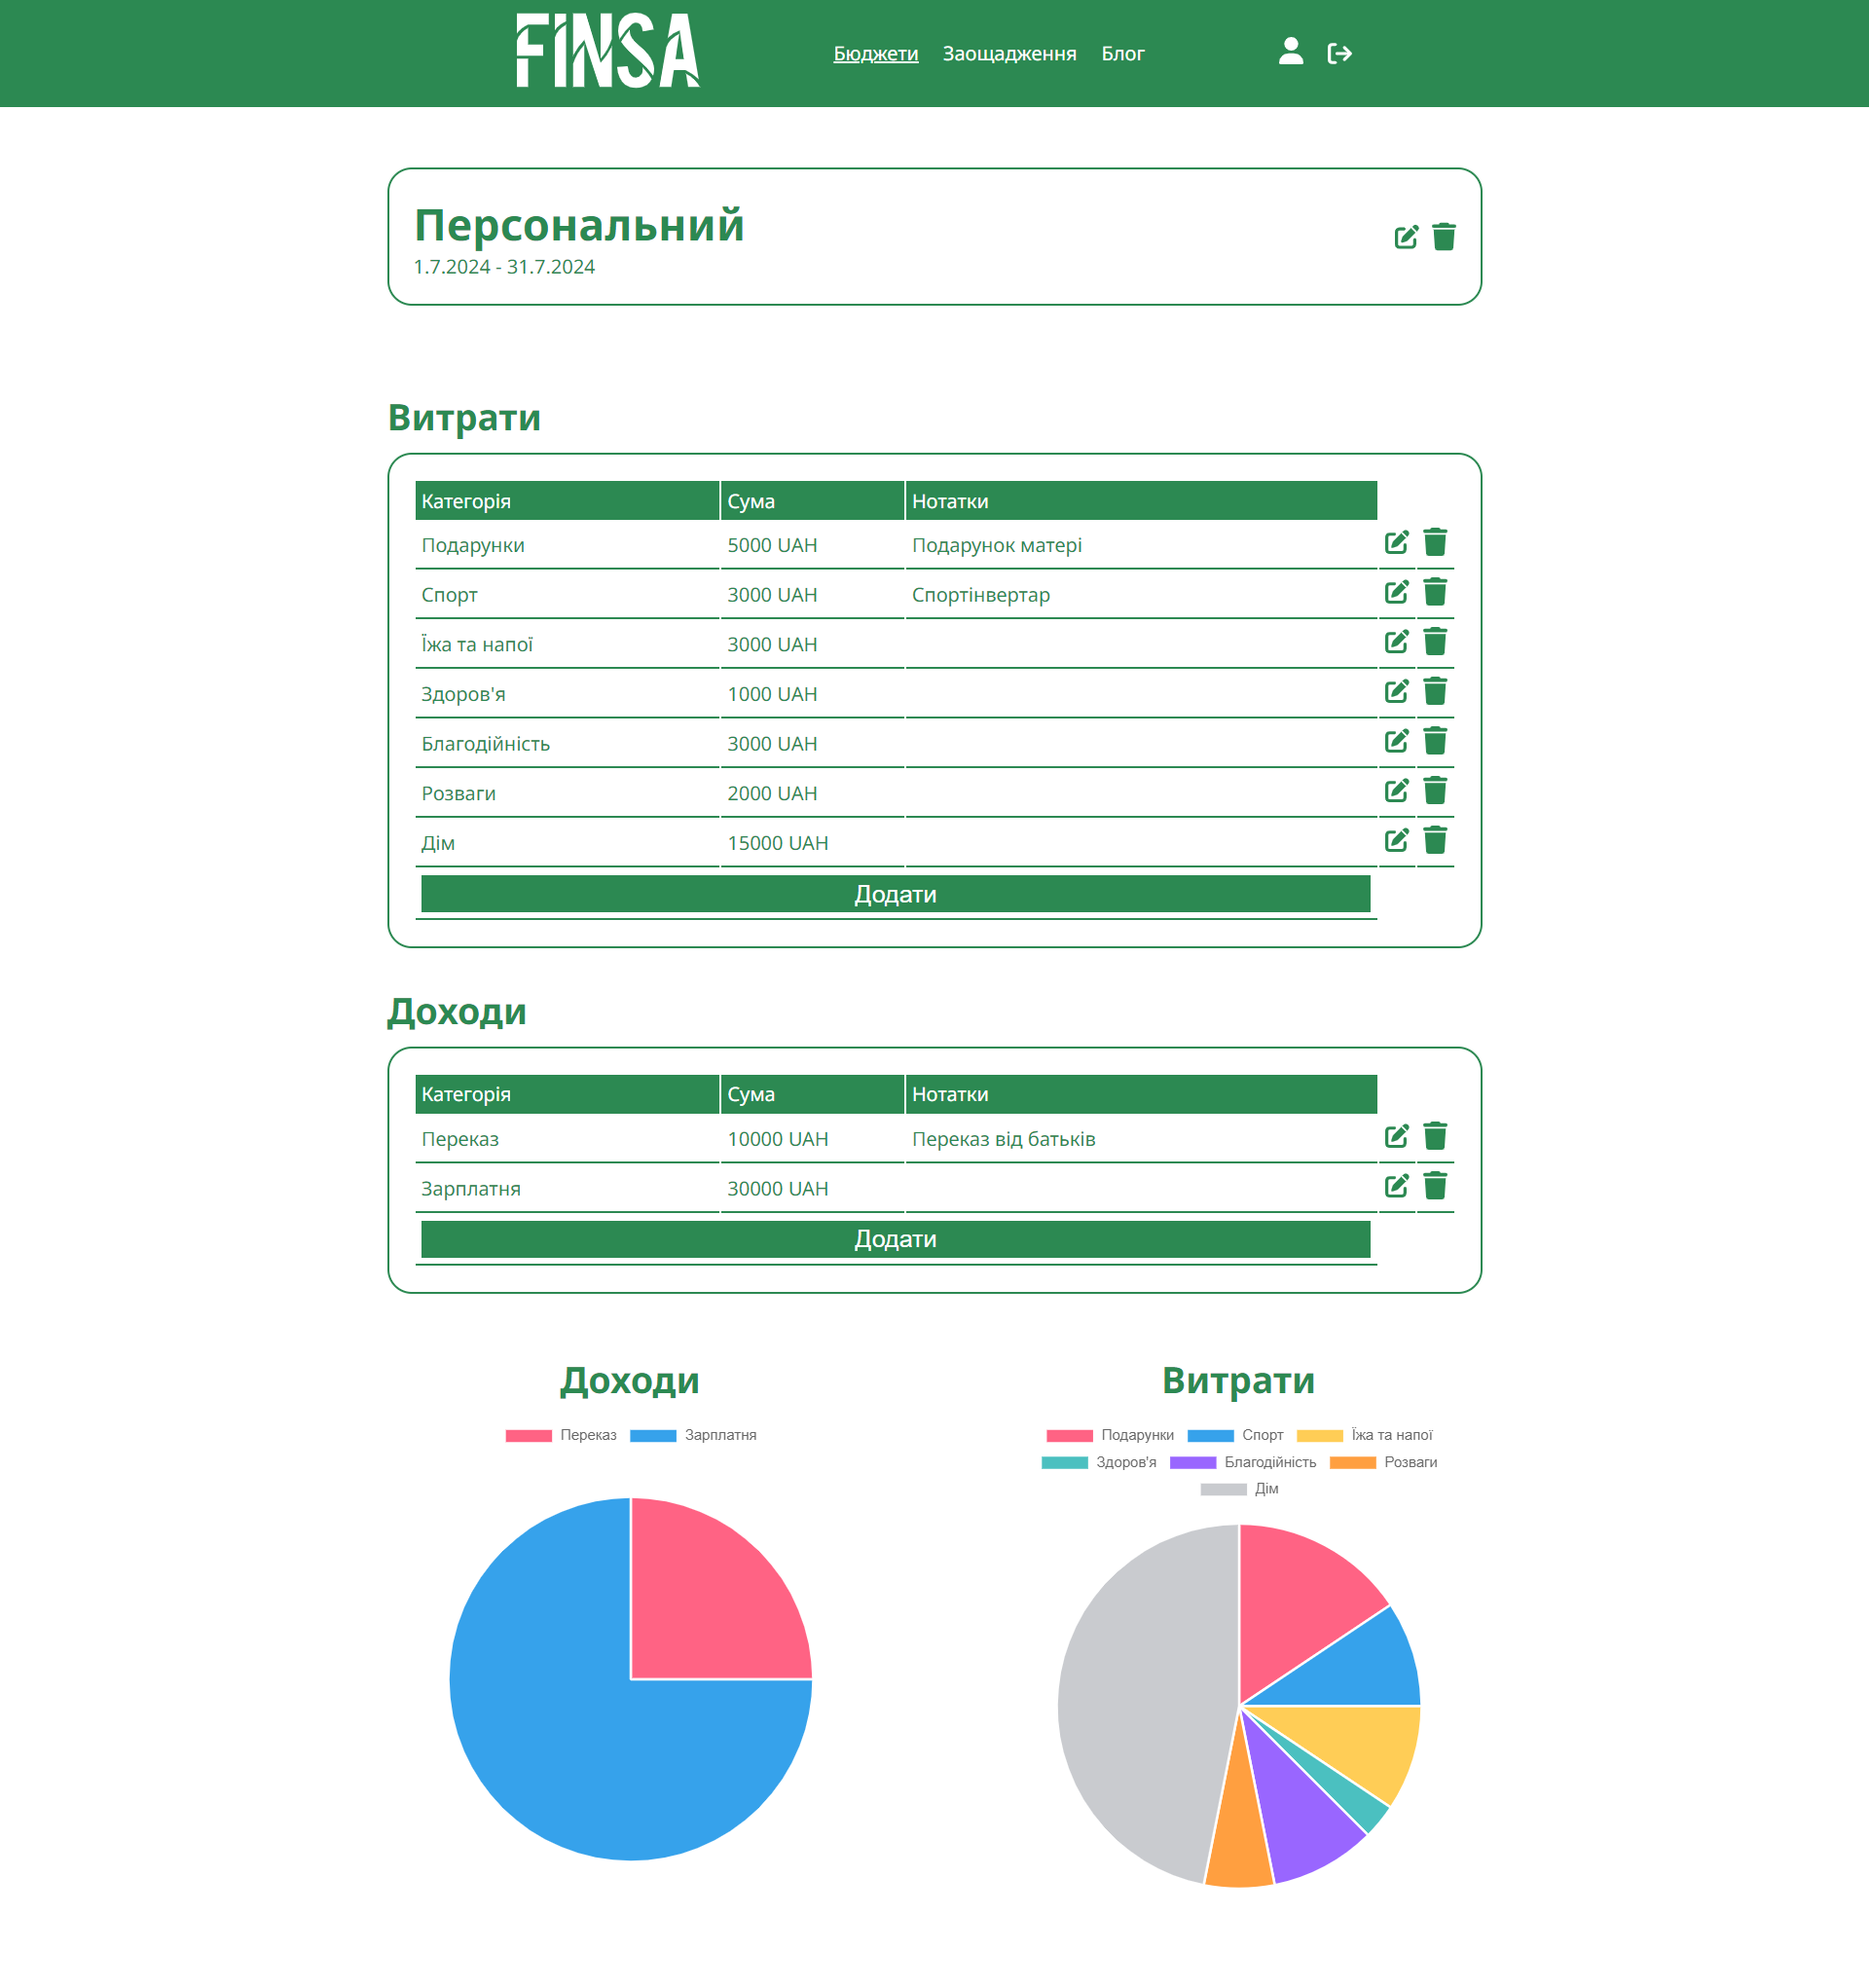 FINSA
Бюджети Заощадження Блог
Персональний
1.7.2024 - 31.7.2024
Витрати
Категорія Сума Нотатки
Подарунки 5000 UAH Подарунок матері
Спорт 3000 UAH Спортінвертар
Їжа та напої 3000 UAH
Здоров'я 1000 UAH
Благодійність 3000 UAH
Розваги 2000 UAH
Дім 15000 UAH
Додати
Доходи
Категорія Сума Нотатки
Переказ 10000 UAH Переказ від батьків
Зарплатня 30000 UAH
Додати
Доходи
Переказ Зарплатня
Витрати
Подарунки Спорт Їжа та напої
Здоров'я Благодійність Розваги
Дім